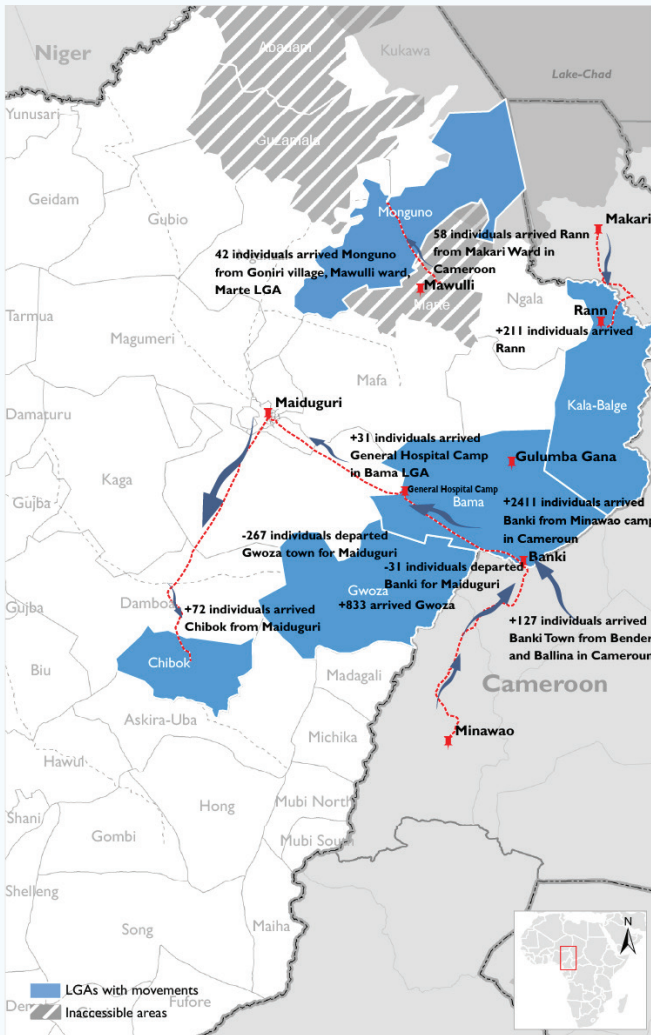 Niger
Abadam
Kukawa
Lake-Chad
Yunusari
Guzamala
Geidam
Gubio
Monguno
Makari
42 individuals arrived Monguno
from Goniri village, Mawulli ward,
Marte LGA
58 individuals arrived Rann
from Makari Ward in
Cameroon
Mawulli
Marte
Ngala
Rann
+211 individuals arrived
Rann
Tarmua
Magumeri
Mafa
Maiduguri
Kala-Balge
Damaturu
Kaga
+31 individuals arrived
General Hospital Camp
in Bama LGA
Gulumba Gana
General Hospital Camp
Bama
+2411 individuals arrived
Banki from Minawao camp
in Cameroun
Gujba
-267 individuals departed
Gwoza town for Maiduguri
-31 individuals departed
Banki for Maiduguri
Banki
Gwoza
+833 arrived Gwoza
Damboa
+72 individuals arrived
Chibok from Maiduguri
Gujba
+127 individuals arrived
Banki Town from Bender
and Ballina in Cameroun
Chibok
Biu
Madagali
Cameroon
Askira-Uba
Michika
Minawao
Hawul
Hong
Mubi North
Shani
Gombi
Mubi South
Shelleng
Song
Maiha
N
LGAs with movements
Inaccessible areas
Fufore